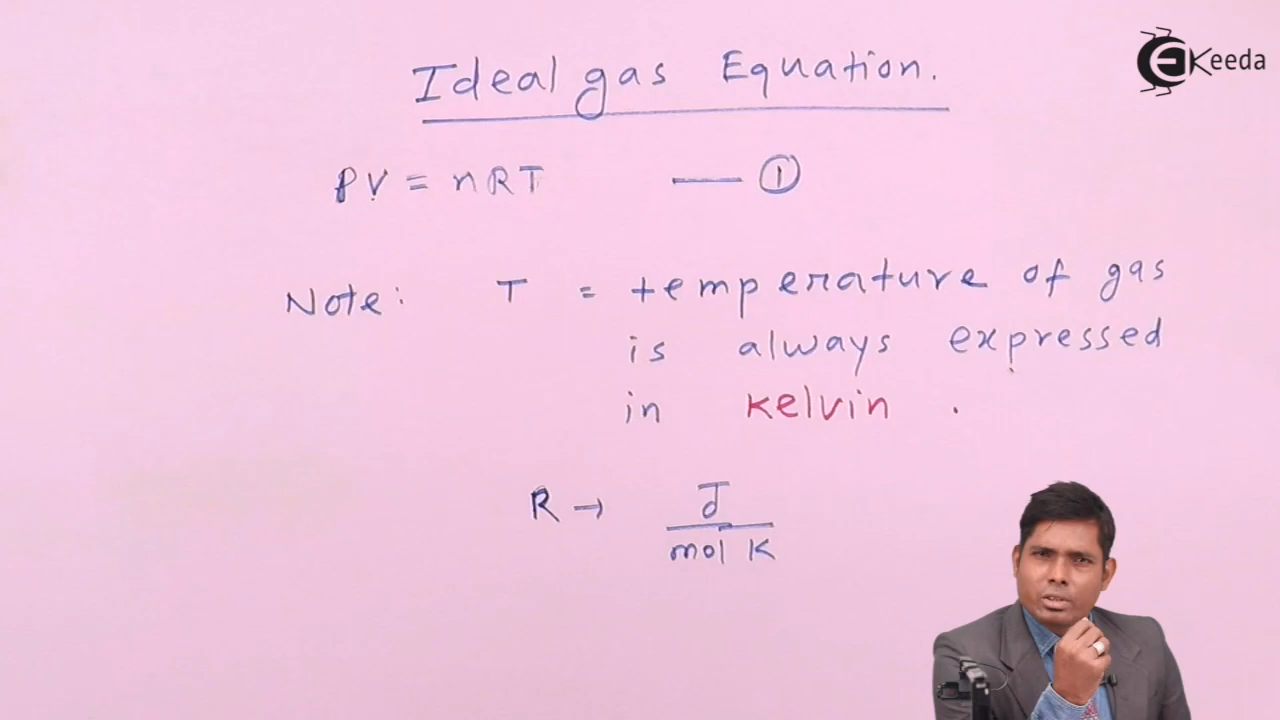 Ideal gas Equation.
EKeeda
PV = nRT — ①
Note: T = temperature of gas
is always expressed
in Kelvin .
R → J
mol K